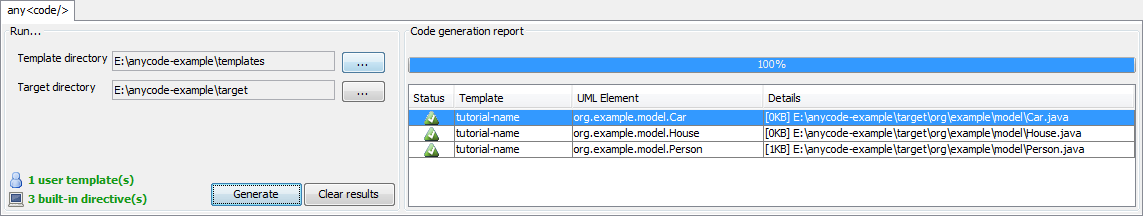 any<code/>
Run...
Template directory E:\anycode-example\templates ...
Target directory E:\anycode-example\target ...
1 user template(s)
3 built-in directive(s)
Generate Clear results
Code generation report
100%
Status Template UML Element Details
tutorial-name org.example.model.Car [0KB] E:\anycode-example\target\org\example\model\Car.java
tutorial-name org.example.model.House [0KB] E:\anycode-example\target\org\example\model\House.java
tutorial-name org.example.model.Person [1KB] E:\anycode-example\target\org\example\model\Person.java